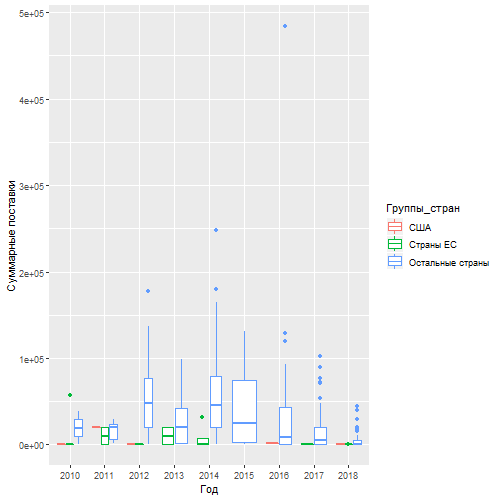 5e+05
4e+05
3e+05
2e+05
1e+05
0e+00
Суммарные поставки
2010 2011 2012 2013 2014 2015 2016 2017 2018
Год
Группы_стран
США
Страны ЕС
Остальные страны